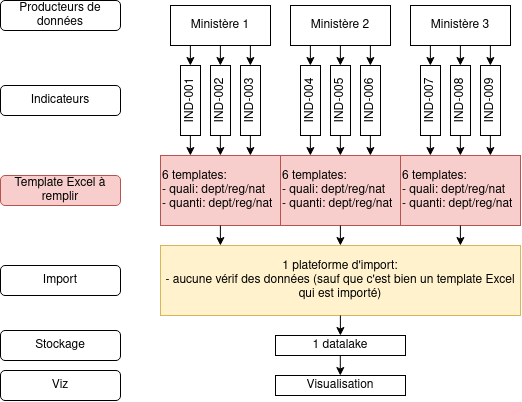 Producteurs de
données
Ministère 1
Ministère 2
Ministère 3
Indicateurs
IND-001
IND-002
IND-003
IND-004
IND-005
IND-006
IND-007
IND-008
IND-009
Template Excel à
remplir
6 templates:
- quali: dept/reg/nat
- quanti: dept/reg/nat
6 templates:
- quali: dept/reg/nat
- quanti: dept/reg/nat
6 templates:
- quali: dept/reg/nat
- quanti: dept/reg/nat
Import
1 plateforme d'import:
- aucune vérif des données (sauf que c'est bien un template Excel
qui est importé)
Stockage
1 datalake
Viz
Visualisation